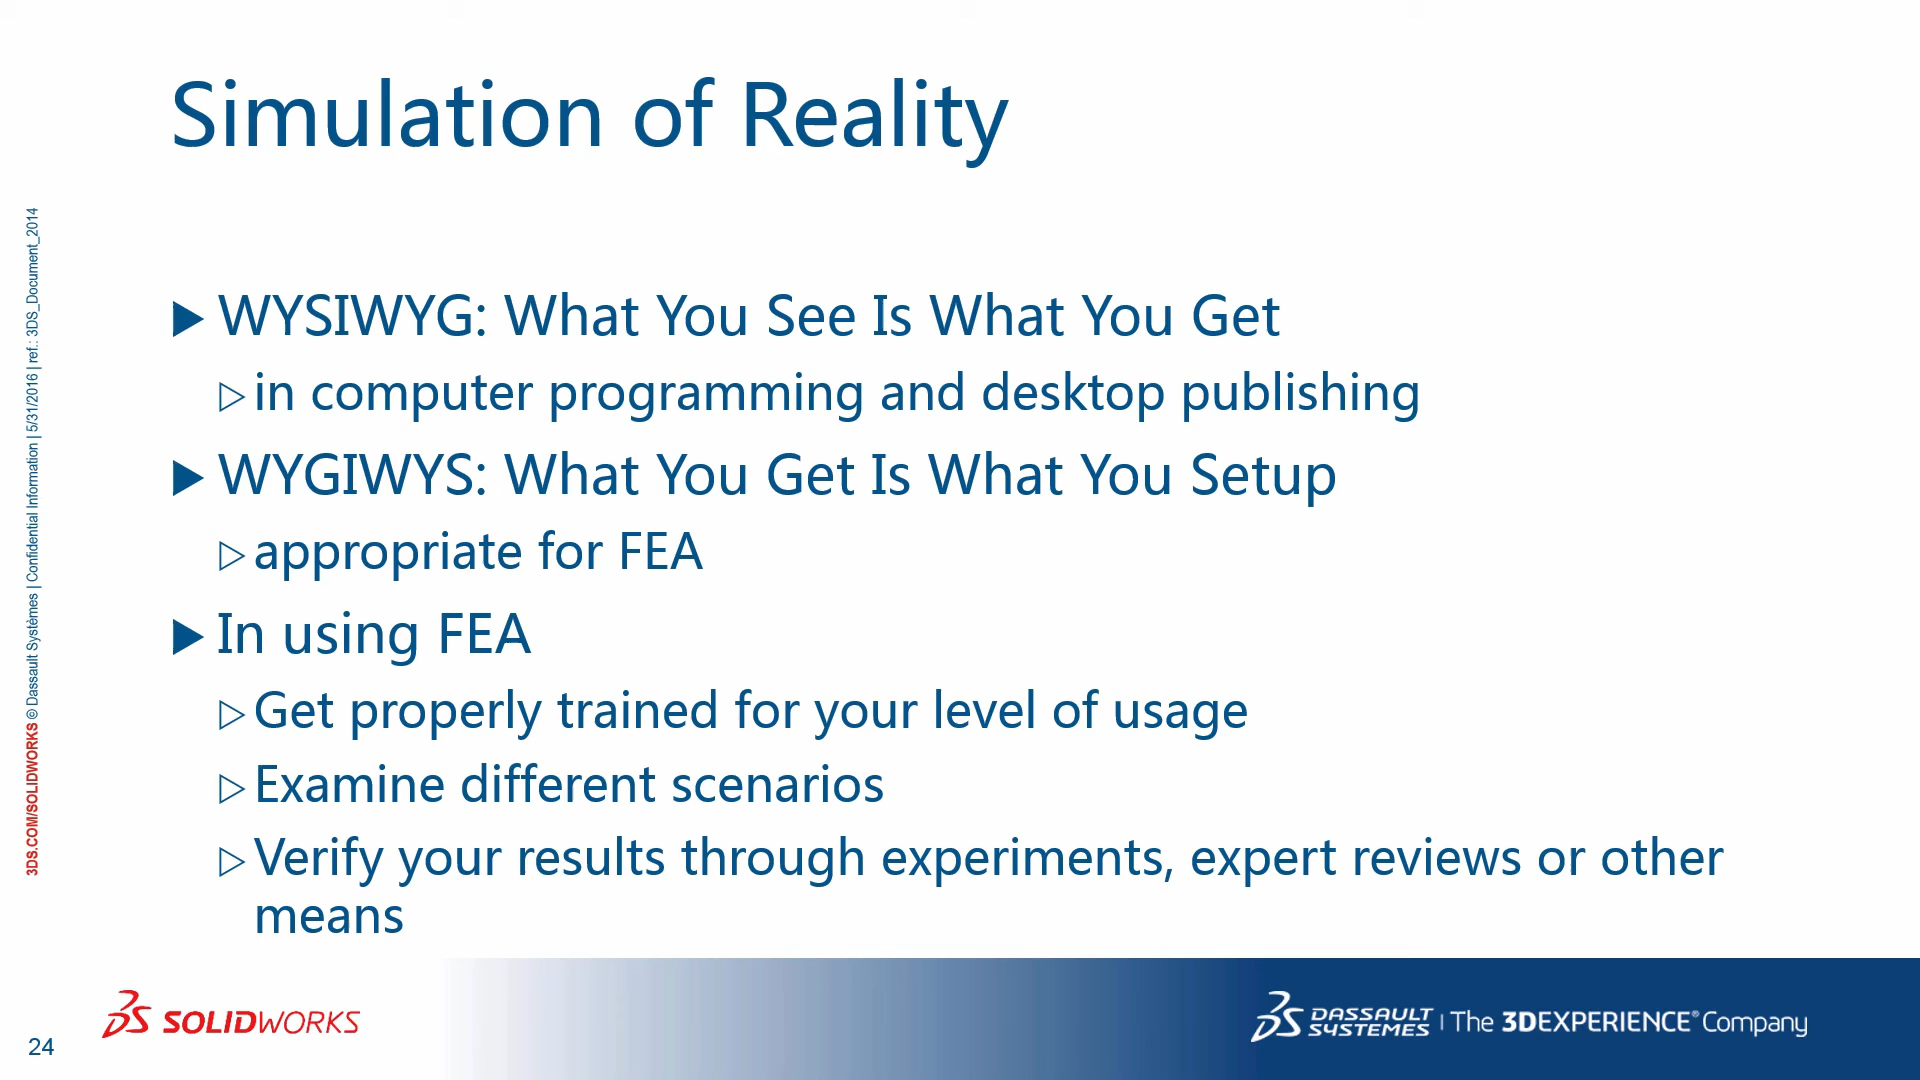 Simulation of Reality
WYSIWYG: What You See Is What You Get
in computer programming and desktop publishing
WYGIWYS: What You Get Is What You Setup
appropriate for FEA
In using FEA
Get properly trained for your level of usage
Examine different scenarios
Verify your results through experiments, expert reviews or other
means
3DS.COM/SOLIDWORKS © Dassault Systèmes | Confidential Information | 5/31/2016 | ref.: 3DS_Document_2014
24
SOLIDWORKS
DASSAULT
SYSTEMES
The 3DEXPERIENCE® Company